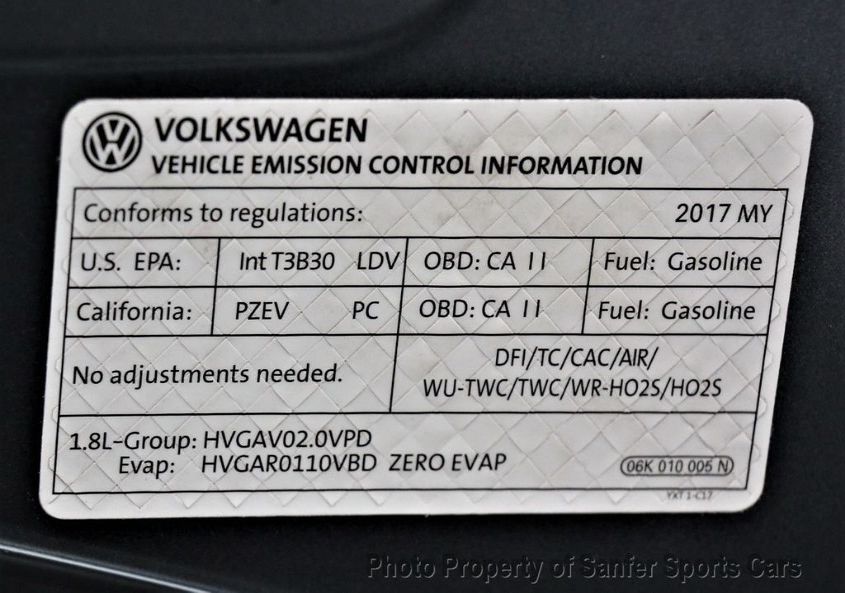 VOLKSWAGEN
VEHICLE EMISSION CONTROL INFORMATION
Conforms to regulations: 2017 MY
U.S. EPA: Int T3B30 LDV OBD: CA II Fuel: Gasoline
California: PZEV PC OBD: CA II Fuel: Gasoline
No adjustments needed.
DFI/TC/CAC/AIR/
WU-TWC/TWC/WR-HO2S/HO2S
1.8L-Group: HVGAV02.0VPD
Evap: HVGAR0110VBD ZERO EVAP
06K 010 005 N
YXT 1-C17
Photo Property of Sanfer Sports Cars